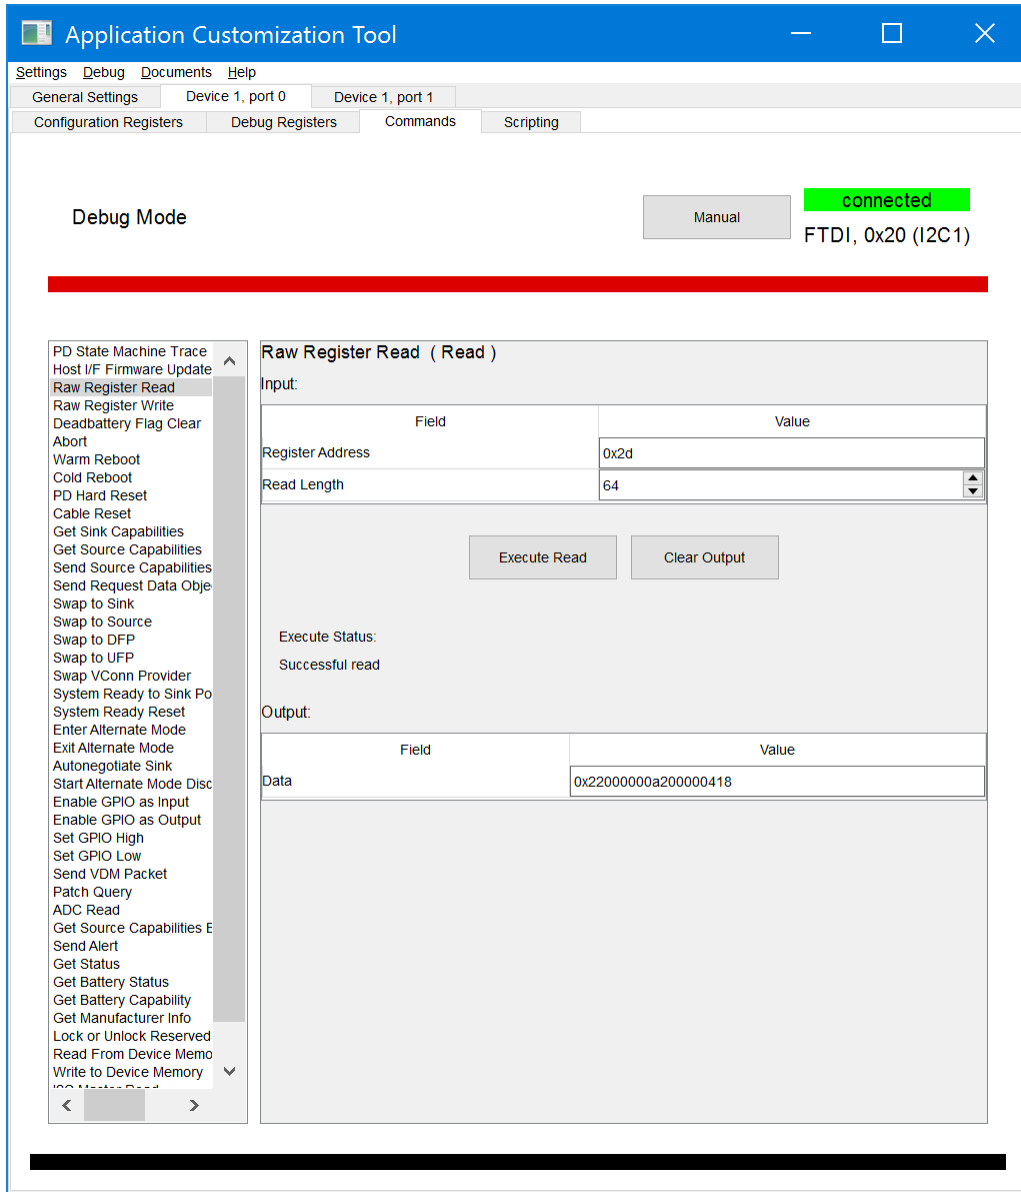 Application Customization Tool
Settings Debug Documents Help
General Settings Device 1, port 0 Device 1, port 1
Configuration Registers Debug Registers Commands Scripting
Debug Mode
Manual
connected
FTDI, 0x20 (I2C1)
PD State Machine Trace
Host I/F Firmware Update
Raw Register Read
Raw Register Write
Deadbattery Flag Clear
Abort
Warm Reboot
Cold Reboot
PD Hard Reset
Cable Reset
Get Sink Capabilities
Get Source Capabilities
Send Source Capabilities
Send Request Data Obje
Swap to Sink
Swap to Source
Swap to DFP
Swap to UFP
Swap VConn Provider
System Ready to Sink Po
System Ready Reset
Enter Alternate Mode
Exit Alternate Mode
Autonegotiate Sink
Start Alternate Mode Disc
Enable GPIO as Input
Enable GPIO as Output
Set GPIO High
Set GPIO Low
Send VDM Packet
Patch Query
ADC Read
Get Source Capabilities E
Send Alert
Get Status
Get Battery Status
Get Battery Capability
Get Manufacturer Info
Lock or Unlock Reserved
Read From Device Memo
Write to Device Memory
Raw Register Read ( Read )
Input:
Field Value
Register Address 0x2d
Read Length 64
Execute Read Clear Output
Execute Status:
Successful read
Output:
Field Value
Data 0x22000000a200000418